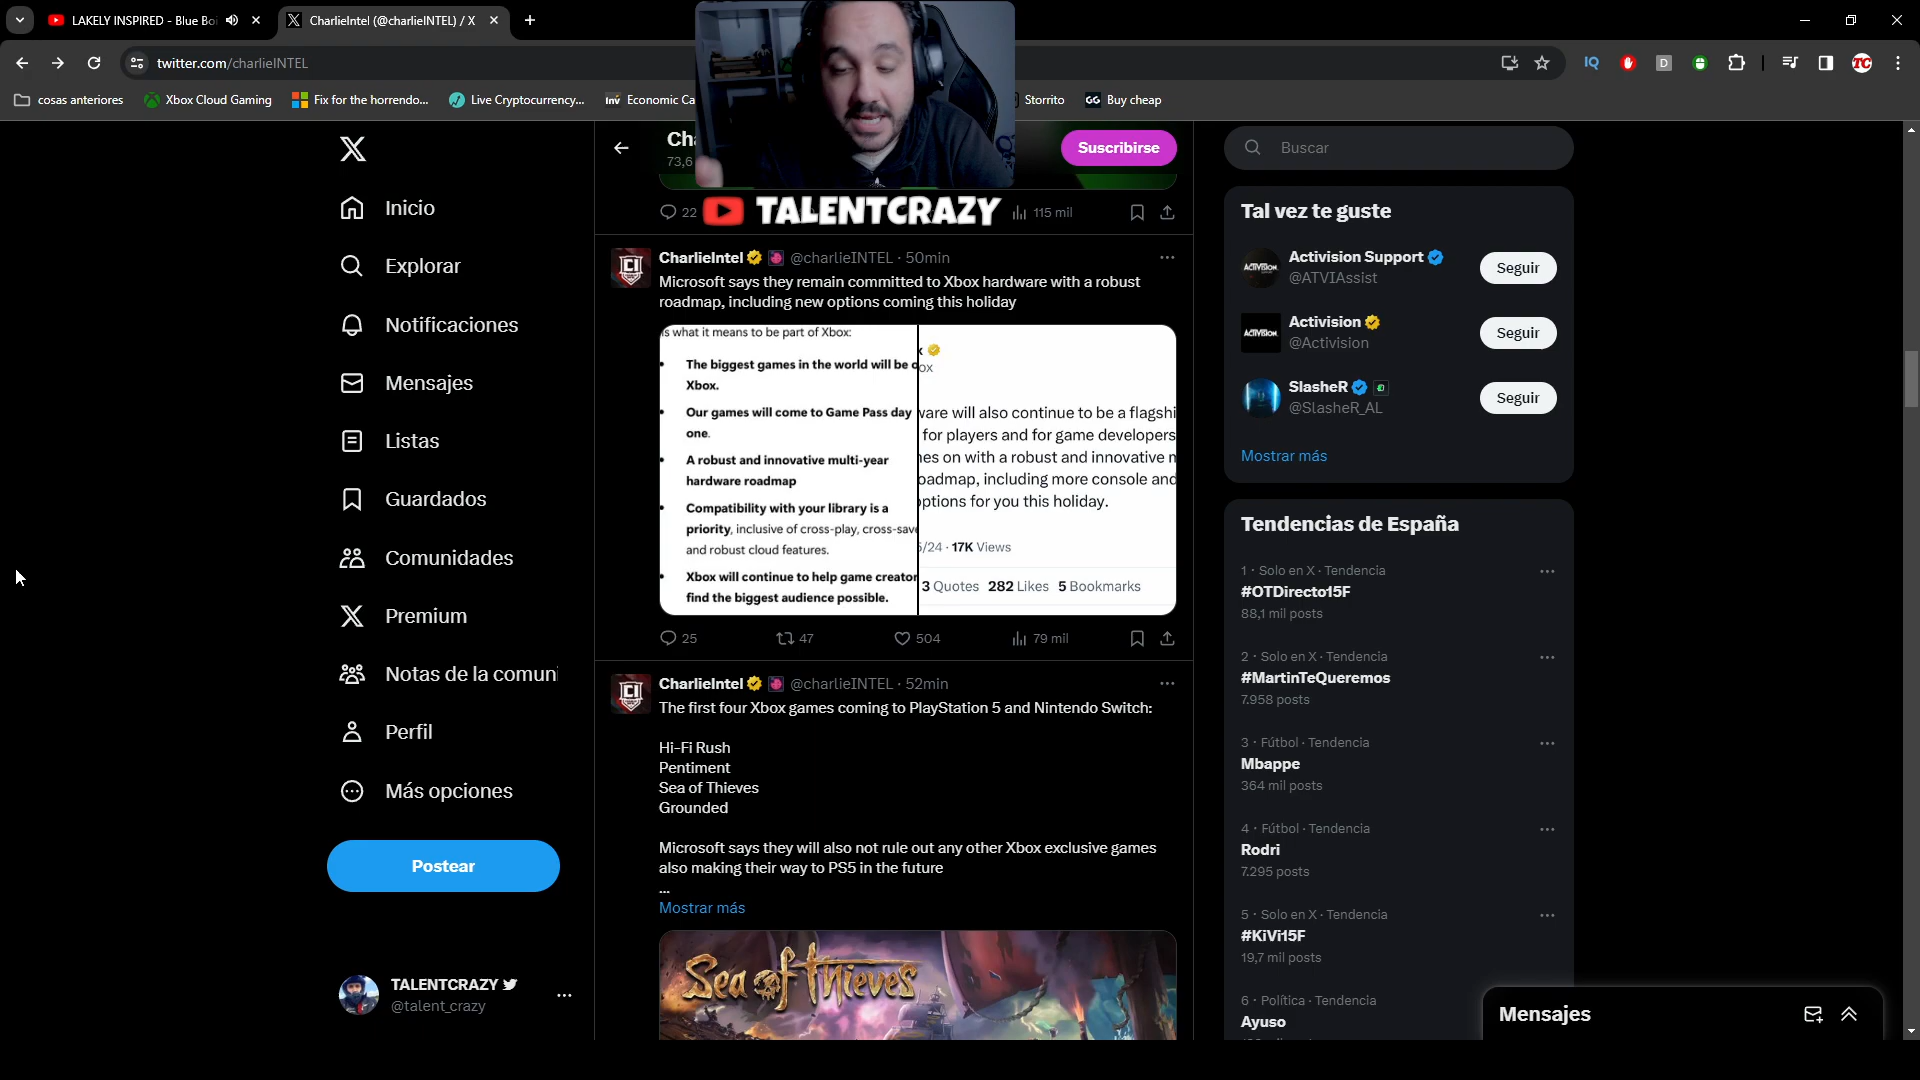 LAKELY INSPIRED - Blue Boi
CharlieIntel (@charlieINTEL) / X
twitter.com/charlieINTEL
cosas anteriores
Xbox Cloud Gaming
Fix for the horrendo...
Live Cryptocurrency...
Inv Economic Ca
Storrito
GG Buy cheap
Inicio
Explorar
Notificaciones
Mensajes
Listas
Guardados
Comunidades
Premium
Notas de la comuni
Perfil
Más opciones
Postear
TALENTCRAZY
@talent_crazy
Cha
73,6
Suscribirse
22
TALENTCRAZY
115 mil
CharlieIntel @charlieINTEL · 50min
Microsoft says they remain committed to Xbox hardware with a robust
roadmap, including new options coming this holiday
is what it means to be part of Xbox:
• The biggest games in the world will be o
Xbox.
• Our games will come to Game Pass day
one.
• A robust and innovative multi-year
hardware roadmap
• Compatibility with your library is a
priority, inclusive of cross-play, cross-save
and robust cloud features.
• Xbox will continue to help game creator
find the biggest audience possible.
x
ox
ware will also continue to be a flagshi
for players and for game developers
nes on with a robust and innovative m
oadmap, including more console and
options for you this holiday.
5/24 · 17K Views
3 Quotes 282 Likes 5 Bookmarks
25
47
504
79 mil
CharlieIntel @charlieINTEL · 52min
The first four Xbox games coming to PlayStation 5 and Nintendo Switch:
Hi-Fi Rush
Pentiment
Sea of Thieves
Grounded
Microsoft says they will also not rule out any other Xbox exclusive games
also making their way to PS5 in the future
...
Mostrar más
Sea of Thieves
Buscar
Tal vez te guste
ACTIVISION
Activision Support
@ATVIAssist
Seguir
ACTIVISION
Activision
@Activision
Seguir
SlasheR
@SlasheR_AL
Seguir
Mostrar más
Tendencias de España
1 · Solo en X · Tendencia
#OTDirecto15F
88,1 mil posts
2 · Solo en X · Tendencia
#MartinTeQueremos
7.958 posts
3 · Fútbol · Tendencia
Mbappe
364 mil posts
4 · Fútbol · Tendencia
Rodri
7.295 posts
5 · Solo en X · Tendencia
#KiVi15F
19,7 mil posts
6 · Política · Tendencia
Ayuso
Mensajes